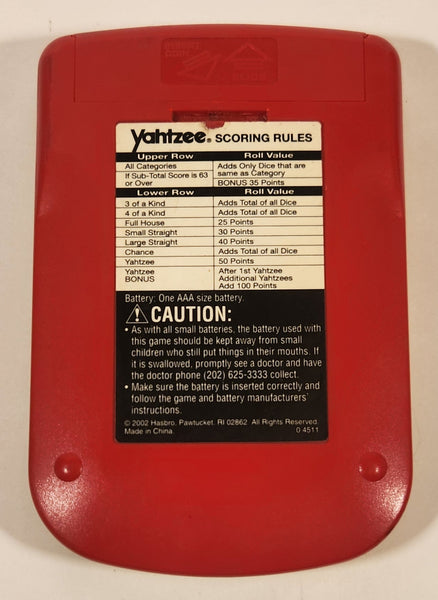 Yahtzee® SCORING RULES
Upper Row Roll Value
All Categories Adds Only Dice that are same as Category
If Sub-Total Score is 63 or Over BONUS 35 Points
Lower Row Roll Value
3 of a Kind Adds Total of all Dice
4 of a Kind Adds Total of all Dice
Full House 25 Points
Small Straight 30 Points
Large Straight 40 Points
Chance Adds Total of all Dice
Yahtzee 50 Points
Yahtzee BONUS After 1st Yahtzee Additional Yahtzees Add 100 Points
Battery: One AAA size battery.
CAUTION:
• As with all small batteries, the battery used with
this game should be kept away from small
children who still put things in their mouths. If
it is swallowed, promptly see a doctor and have
the doctor phone (202) 625-3333 collect.
• Make sure the battery is inserted correctly and
follow the game and battery manufacturers'
instructions.
© 2002 Hasbro, Pawtucket, RI 02862 All Rights Reserved.
Made in China. 0 4511